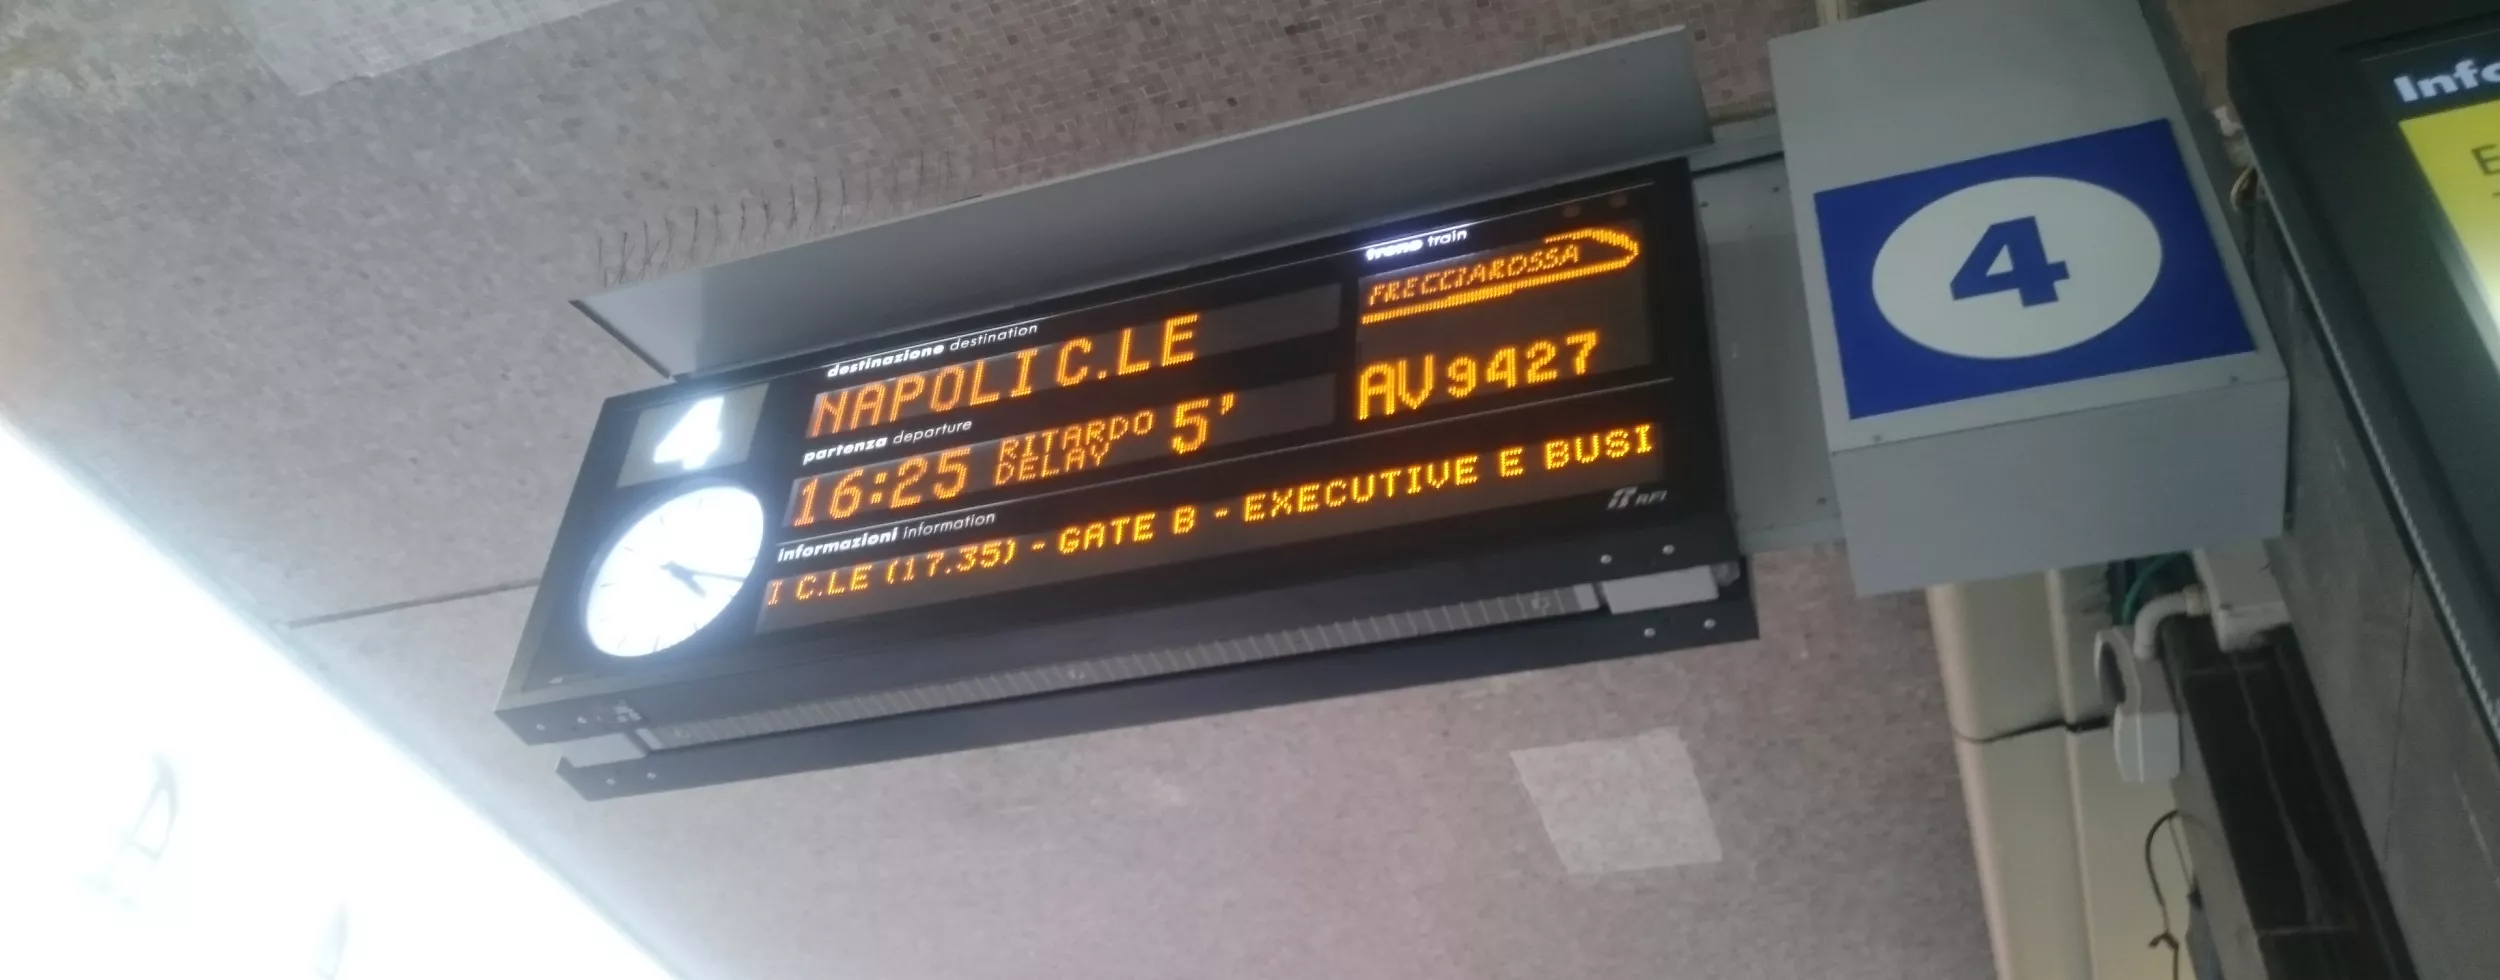 4
destinazione destination
NAPOLI C.LE
partenza departure
16:25 RITARDO DELAY 5'
informazioni information
I C.LE (17.35) - GATE B - EXECUTIVE E BUSI
treno train
FRECCIAROSSA
AV 9427
RFI
4
Info